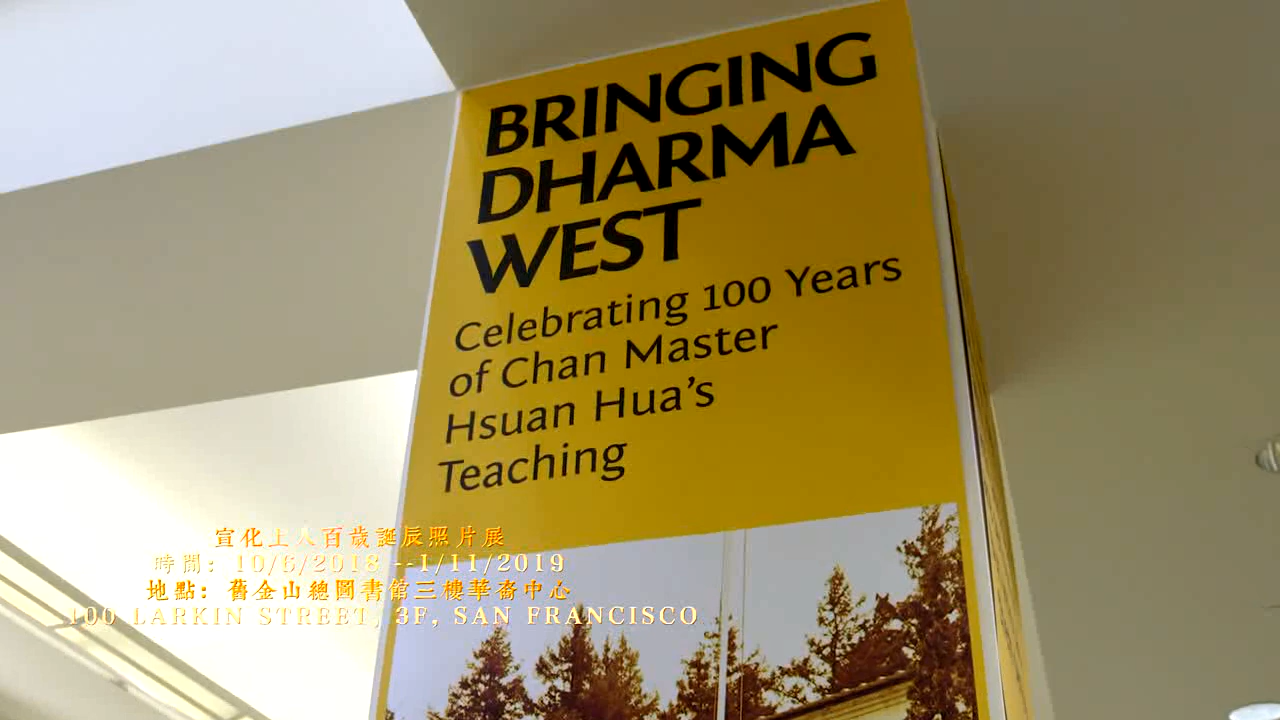 BRINGING
DHARMA
WEST
Celebrating 100 Years
of Chan Master
Hsuan Hua's
Teaching
宣化上人百歲誕辰照片展
時間: 10/6/2018 --1/11/2019
地點: 舊金山總圖書館三樓華裔中心
100 LARKIN STREET, 3F, SAN FRANCISCO